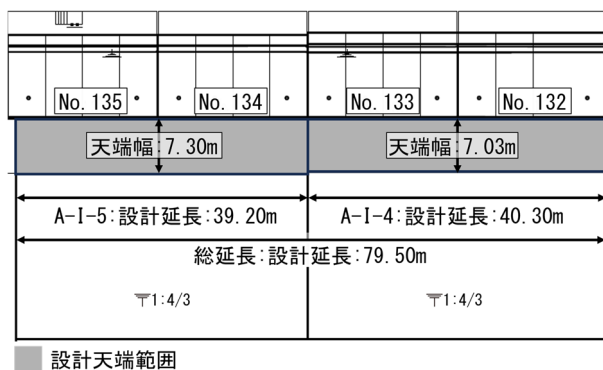 No. 135
No. 134
No. 133
No. 132
天端幅:7.30m
天端幅:7.03m
A-I-5:設計延長:39.20m
A-I-4:設計延長:40.30m
総延長:設計延長:79.50m
1:4/3
1:4/3
設計天端範囲